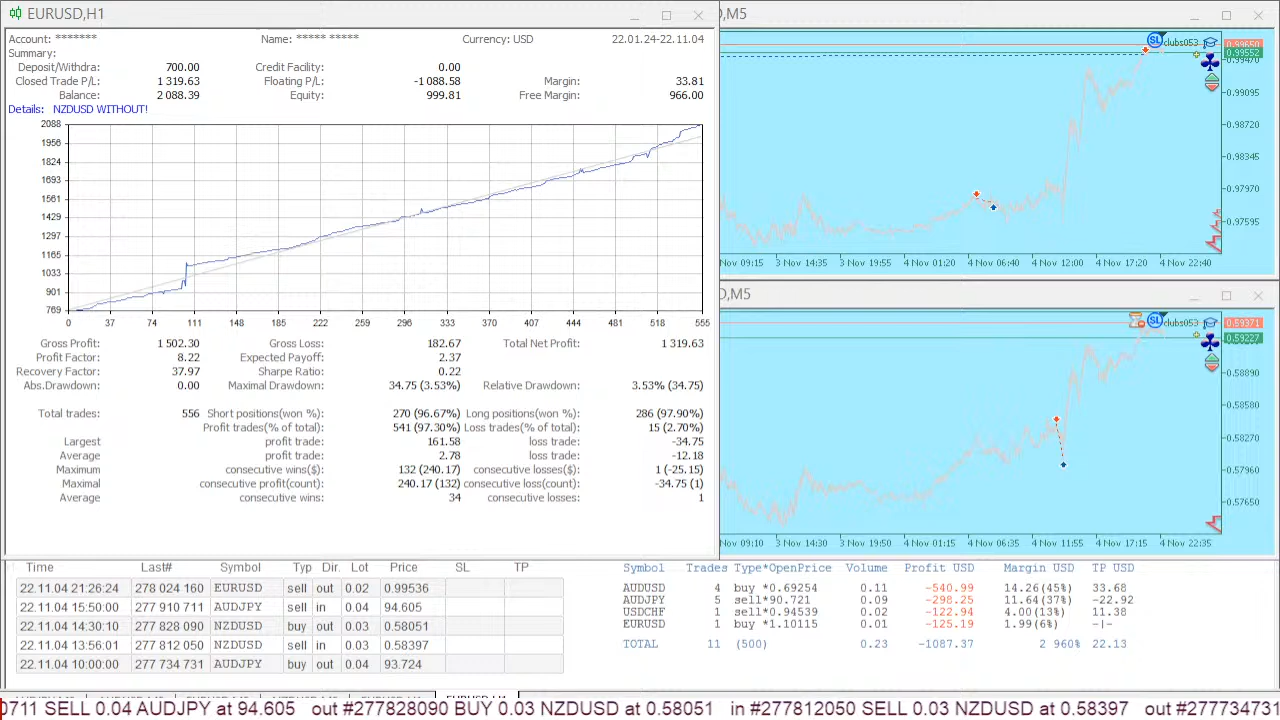 EURUSD,H1
Account: ******* Name: ***** ***** Currency: USD 22.01.24-22.11.04
Summary:
Deposit/Withdra: 700.00 Credit Facility: 0.00
Closed Trade P/L: 1 319.63 Floating P/L: -1 088.58 Margin: 33.81
Balance: 2 088.39 Equity: 999.81 Free Margin: 966.00
Details: NZDUSD WITHOUT!
2088
1956
1824
1693
1561
1429
1297
1165
1033
901
769
0 37 74 111 148 185 222 259 296 333 370 407 444 481 518 555
Gross Profit: 1 502.30 Gross Loss: 182.67 Total Net Profit: 1 319.63
Profit Factor: 8.22 Expected Payoff: 2.37
Recovery Factor: 37.97 Sharpe Ratio: 0.22
Abs.Drawdown: 0.00 Maximal Drawdown: 34.75 (3.53%) Relative Drawdown: 3.53% (34.75)
Total trades: 556 Short positions(won %): 270 (96.67%) Long positions(won %): 286 (97.90%)
Profit trades(% of total): 541 (97.30%) Loss trades(% of total): 15 (2.70%)
Largest profit trade: 161.58 loss trade: -34.75
Average profit trade: 2.78 loss trade: -12.18
Maximum consecutive wins($): 132 (240.17) consecutive losses($): 1 (-25.15)
Maximal consecutive profit(count): 240.17 (132) consecutive loss(count): -34.75 (1)
Average consecutive wins: 34 consecutive losses: 1
D,M5
SL clubs053
0.99650
0.99552
0.99470
0.99095
0.98720
0.98345
0.97970
0.97595
Nov 09:15 3 Nov 14:35 3 Nov 19:55 4 Nov 01:20 4 Nov 06:40 4 Nov 12:00 4 Nov 17:20 4 Nov 22:40
D,M5
SL clubs053
0.59371
0.59227
0.58890
0.58580
0.58270
0.57960
0.57650
Nov 09:10 3 Nov 14:30 3 Nov 19:50 4 Nov 01:15 4 Nov 06:35 4 Nov 11:55 4 Nov 17:15 4 Nov 22:35
Time Last# Symbol Typ Dir. Lot Price SL TP
22.11.04 21:26:24 278 024 160 EURUSD sell out 0.02 0.99536
22.11.04 15:50:00 277 910 711 AUDJPY sell in 0.04 94.605
22.11.04 14:30:10 277 828 090 NZDUSD buy out 0.03 0.58051
22.11.04 13:56:01 277 812 050 NZDUSD sell in 0.03 0.58397
22.11.04 10:00:00 277 734 731 AUDJPY buy out 0.04 93.724
Symbol Trades Type*OpenPrice Volume Profit USD Margin USD TP USD
AUDUSD 4 buy *0.69254 0.11 -540.99 14.26(45%) 33.68
AUDJPY 5 sell*90.721 0.09 -298.25 11.64(37%) -22.92
USDCHF 1 sell*0.94539 0.02 -122.94 4.00(13%) 11.38
EURUSD 1 buy *1.10115 0.01 -125.19 1.99(6%) -|-
TOTAL 11 (500) 0.23 -1087.37 2 960% 22.13
EURUSD,H1
0711 SELL 0.04 AUDJPY at 94.605 out #277828090 BUY 0.03 NZDUSD at 0.58051 in #277812050 SELL 0.03 NZDUSD at 0.58397 out #277734731